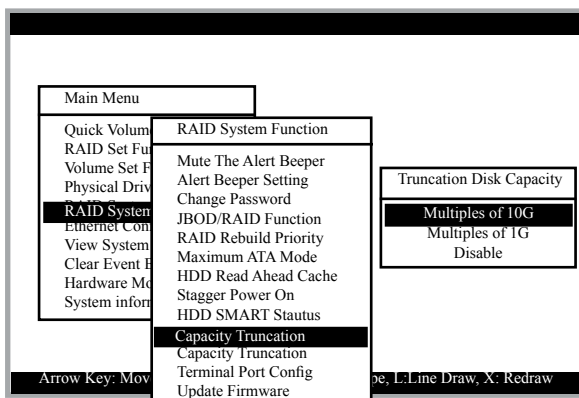 Main Menu
Quick Volum
RAID Set Fu
Volume Set F
Physical Driv
RAID System
Ethernet Con
View System
Clear Event B
Hardware Mo
System inform
RAID System Function
Mute The Alert Beeper
Alert Beeper Setting
Change Password
JBOD/RAID Function
RAID Rebuild Priority
Maximum ATA Mode
HDD Read Ahead Cache
Stagger Power On
HDD SMART Stautus
Capacity Truncation
Capacity Truncation
Terminal Port Config
Update Firmware
Truncation Disk Capacity
Multiples of 10G
Multiples of 1G
Disable
Arrow Key: Mov pe, L:Line Draw, X: Redraw